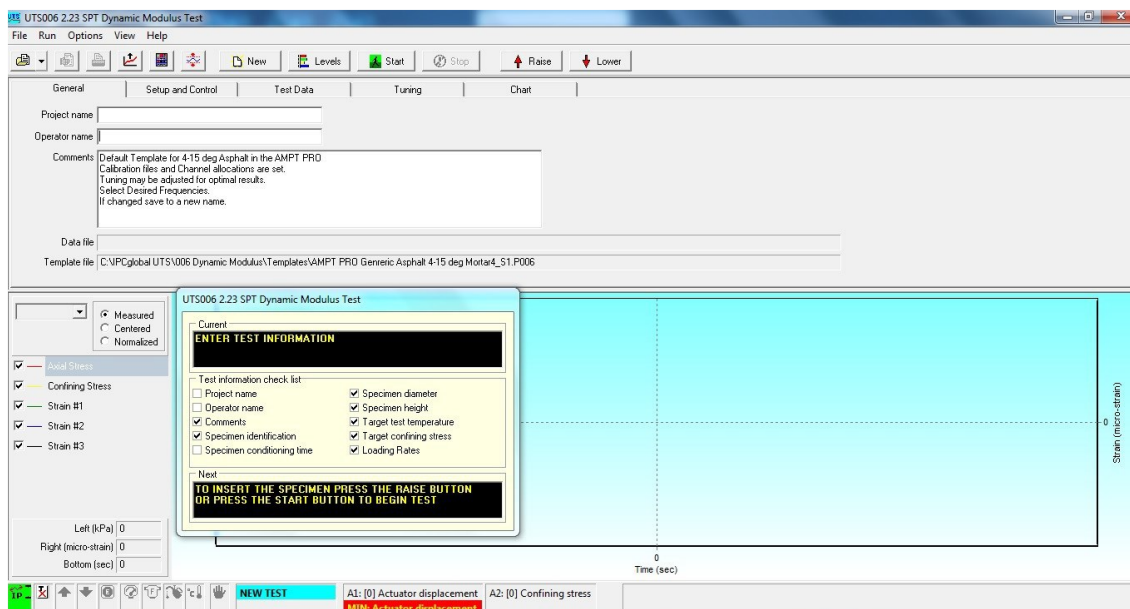 UTS006 2.23 SPT Dynamic Modulus Test
File Run Options View Help
New Levels Start Stop Raise Lower
General Setup and Control Test Data Tuning Chart
Project name
Operator name
Comments Default Template for 4-15 deg Asphalt in the AMPT PRO
Calibration files and Channel allocations are set.
Tuning may be adjusted for optimal results.
Select Desired Frequencies.
If changed save to a new name.
Data file
Template file C:\IPCglobal UTS\006 Dynamic Modulus\Templates\AMPT PRO Genreric Asphalt 4-15 deg Mortar4_S1.P006
Measured
Centered
Normalized
Axial Stress
Confining Stress
Strain #1
Strain #2
Strain #3
Left (kPa) 0
Right (micro-strain) 0
Bottom (sec) 0
UTS006 2.23 SPT Dynamic Modulus Test
Current
ENTER TEST INFORMATION
Test information check list
Project name
Operator name
Comments
Specimen identification
Specimen conditioning time
Specimen diameter
Specimen height
Target test temperature
Target confining stress
Loading Rates
Next
TO INSERT THE SPECIMEN PRESS THE RAISE BUTTON
OR PRESS THE START BUTTON TO BEGIN TEST
0
Strain (micro-strain)
0
Time (sec)
IP
NEW TEST
A1: [0] Actuator displacement
A2: [0] Confining stress
MIN: Actuator displacement